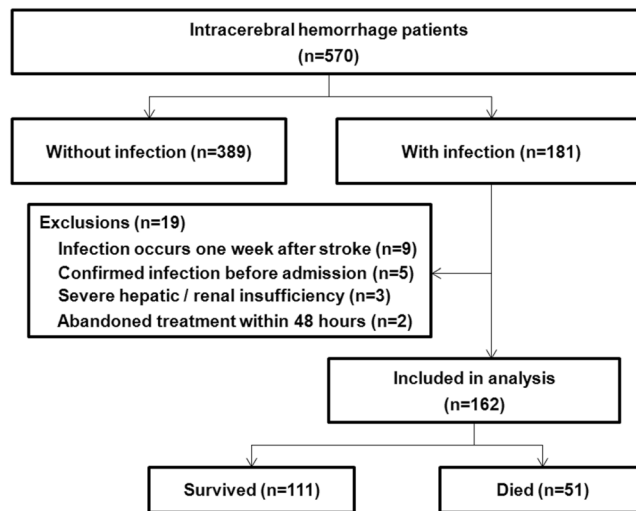 Intracerebral hemorrhage patients
(n=570)
Without infection (n=389)
With infection (n=181)
Exclusions (n=19)
Infection occurs one week after stroke (n=9)
Confirmed infection before admission (n=5)
Severe hepatic / renal insufficiency (n=3)
Abandoned treatment within 48 hours (n=2)
Included in analysis
(n=162)
Survived (n=111)
Died (n=51)